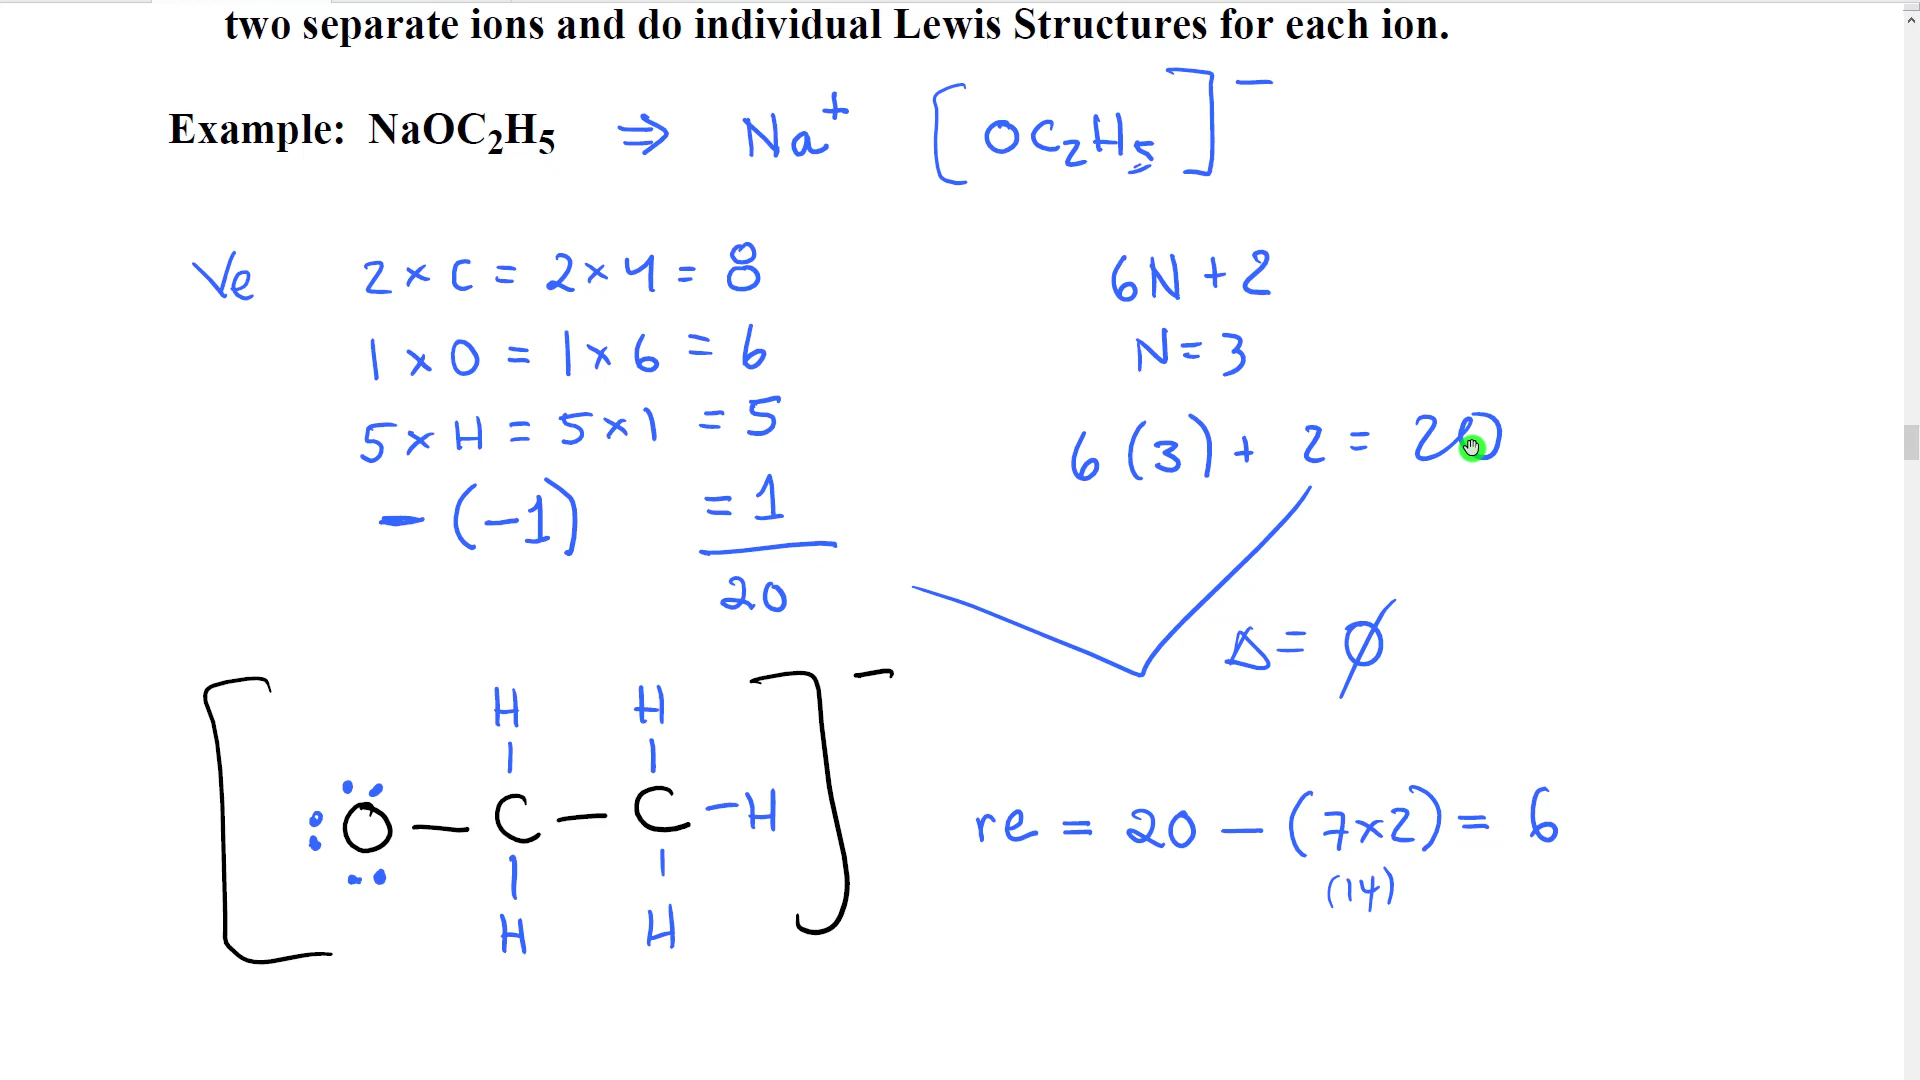 two separate ions and do individual Lewis Structures for each ion.
Example: NaOC₂H₅ ⇒ Na⁺ [OC₂H₅]⁻
Ve 2 × C = 2 × 4 = 8
1 × O = 1 × 6 = 6
5 × H = 5 × 1 = 5
- (-1) = 1
20
6N + 2
N = 3
6 (3) + 2 = 20
Δ = ∅
H H
O - C - C - H
H H
re = 20 - (7×2) = 6
(14)